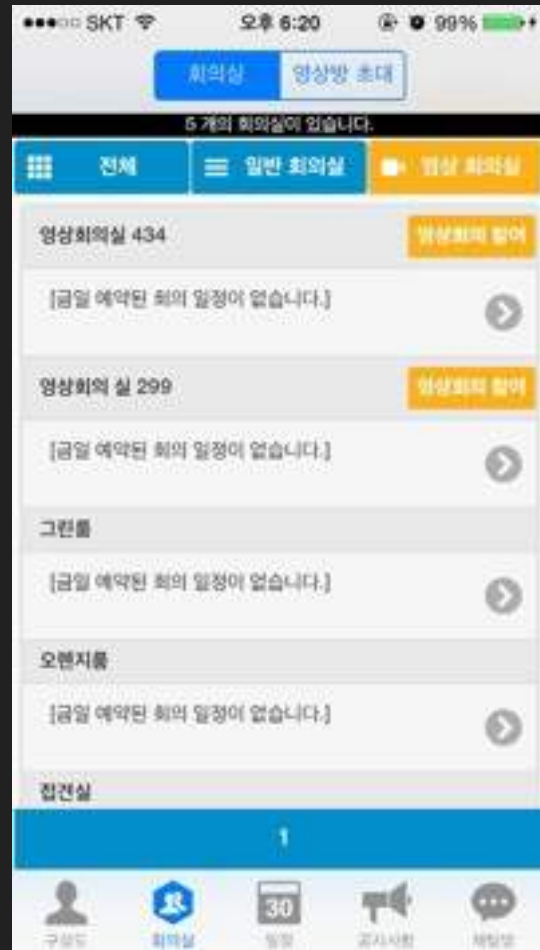 SKT 오후 6:20 99%
회의실 영상방 초대
5 개의 회의실이 있습니다.
전체 일반 회의실 영상 회의실
영상회의실 434 영상회의 참여
[금일 예약된 회의 일정이 없습니다.]
영상회의 실 299 영상회의 참여
[금일 예약된 회의 일정이 없습니다.]
그린룸
[금일 예약된 회의 일정이 없습니다.]
오렌지룸
[금일 예약된 회의 일정이 없습니다.]
접견실
1
30
회의실 일정 공지사항